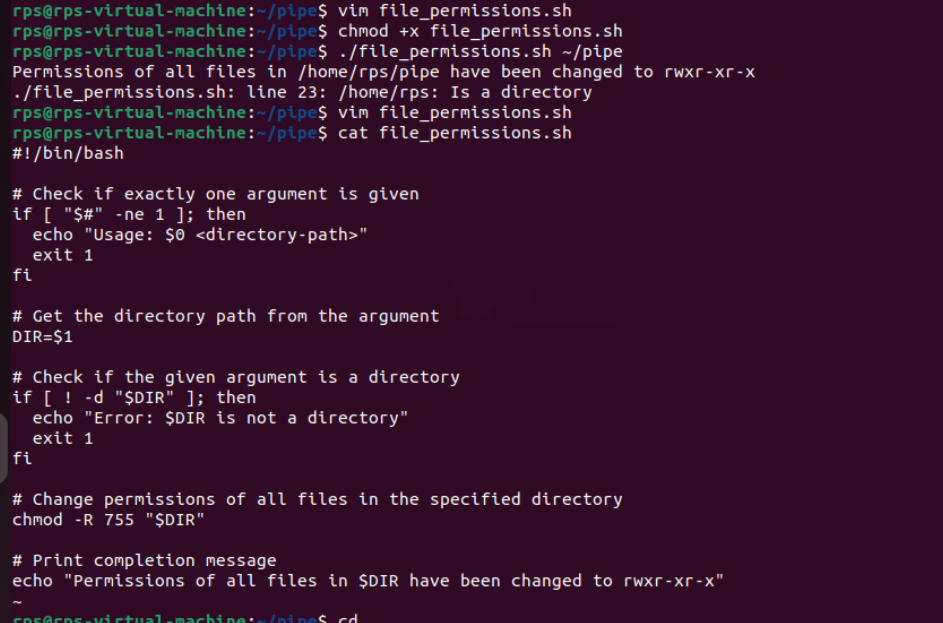 rps@rps-virtual-machine:~/pipe$ vim file_permissions.sh
rps@rps-virtual-machine:~/pipe$ chmod +x file_permissions.sh
rps@rps-virtual-machine:~/pipe$ ./file_permissions.sh ~/pipe
Permissions of all files in /home/rps/pipe have been changed to rwxr-xr-x
./file_permissions.sh: line 23: /home/rps: Is a directory
rps@rps-virtual-machine:~/pipe$ vim file_permissions.sh
rps@rps-virtual-machine:~/pipe$ cat file_permissions.sh
#!/bin/bash

# Check if exactly one argument is given
if [ "$#" -ne 1 ]; then
  echo "Usage: $0 <directory-path>"
  exit 1
fi

# Get the directory path from the argument
DIR=$1

# Check if the given argument is a directory
if [ ! -d "$DIR" ]; then
  echo "Error: $DIR is not a directory"
  exit 1
fi

# Change permissions of all files in the specified directory
chmod -R 755 "$DIR"

# Print completion message
echo "Permissions of all files in $DIR have been changed to rwxr-xr-x"
~
rps@rps-virtual-machine:~/pipe$ cd